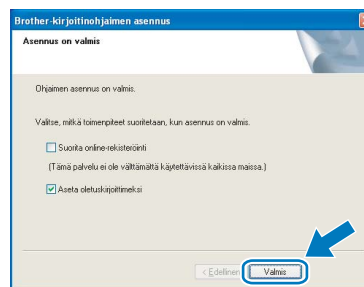 Brother-kirjoitinohjaimen asennus
Asennus on valmis
Ohjaimen asennus on valmis.
Valitse, mitkä toimenpiteet suoritetaan, kun asennus on valmis.
Suorita online-rekisteröinti
(Tämä palvelu ei ole välttämättä käytettävissä kaikissa maissa.)
Aseta oletuskirjoittimeksi
< Edellinen
Valmis